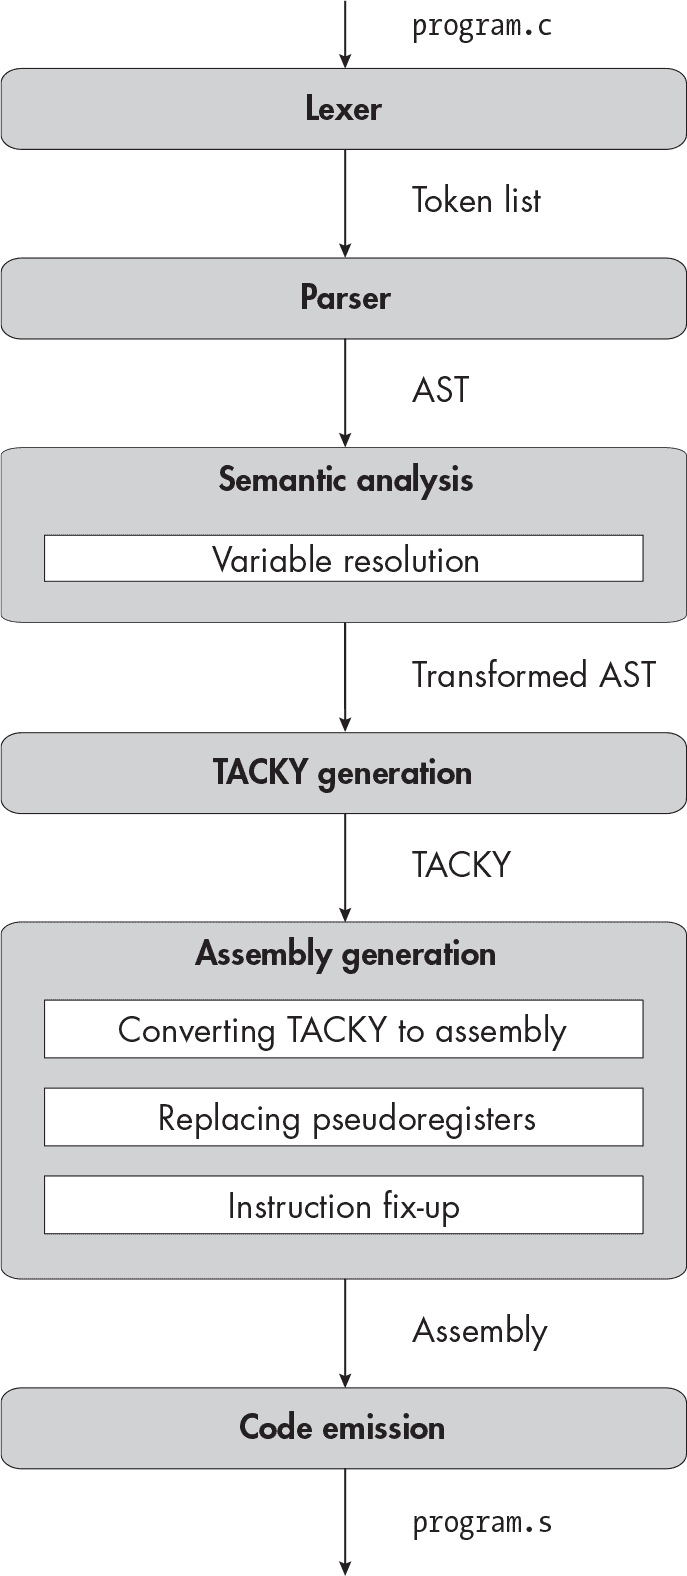 program.c
Lexer
Token list
Parser
AST
Semantic analysis
Variable resolution
Transformed AST
TACKY generation
TACKY
Assembly generation
Converting TACKY to assembly
Replacing pseudoregisters
Instruction fix-up
Assembly
Code emission
program.s